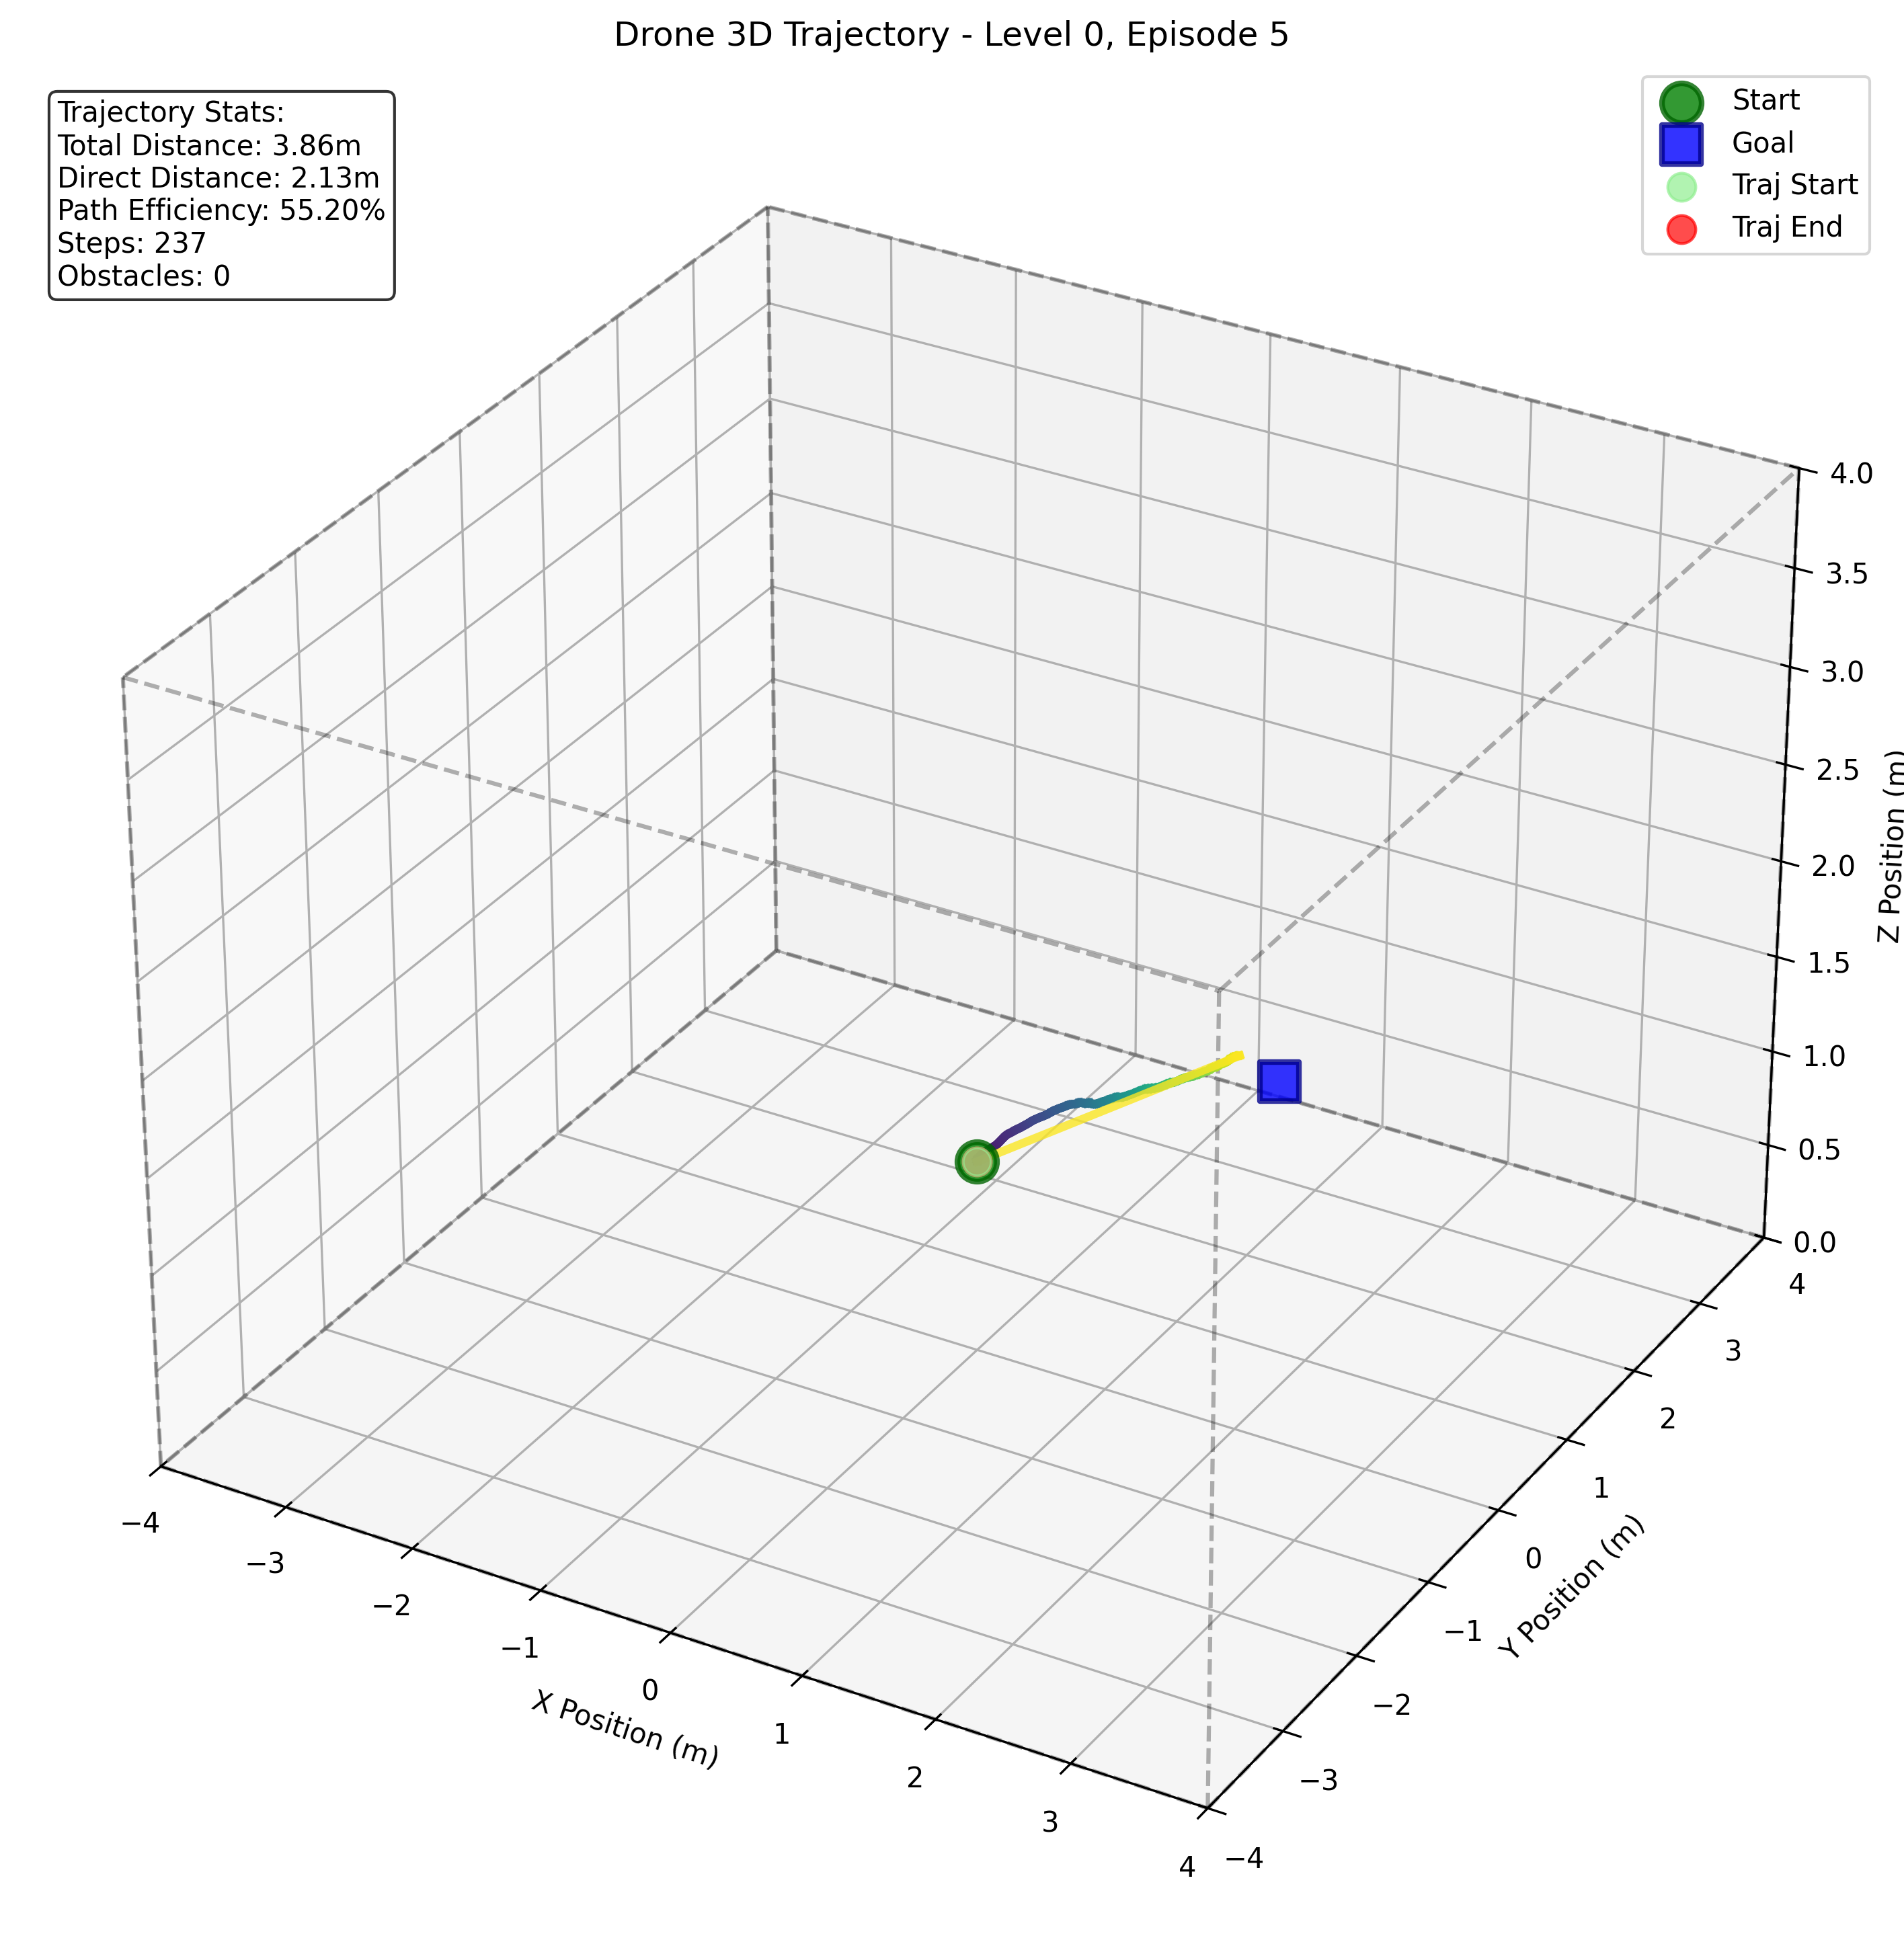 Drone 3D Trajectory - Level 0, Episode 5
Trajectory Stats:
Total Distance: 3.86m
Direct Distance: 2.13m
Path Efficiency: 55.20%
Steps: 237
Obstacles: 0
Start
Goal
Traj Start
Traj End
4.0
3.5
3.0
2.5
2.0
1.5
1.0
0.5
0.0
Z Position (m)
4
3
2
1
0
−1
−2
−3
−4
Y Position (m)
−4
−3
−2
−1
0
1
2
3
4
X Position (m)